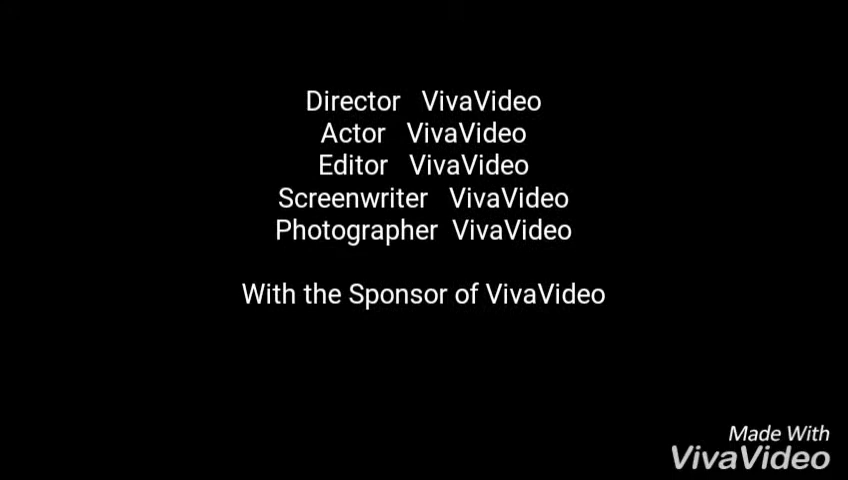 Director VivaVideo
Actor VivaVideo
Editor VivaVideo
Screenwriter VivaVideo
Photographer VivaVideo
With the Sponsor of VivaVideo
Made With
VivaVideo